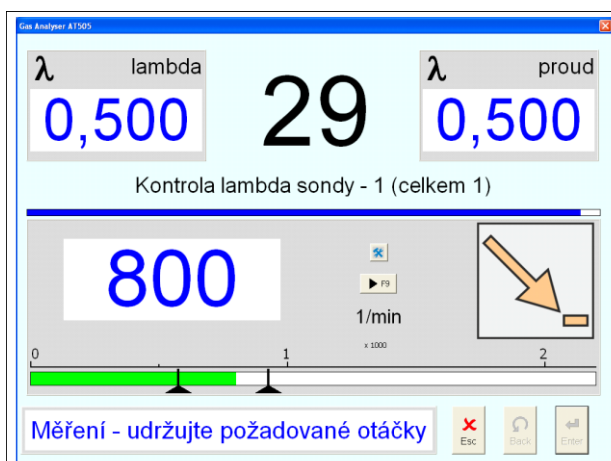 Gas Analyser AT505
λ lambda
0,500
29
λ proud
0,500
Kontrola lambda sondy - 1 (celkem 1)
800
F9
1/min
x 1000
0 1 2
Měření - udržujte požadované otáčky
Esc
Back
Enter